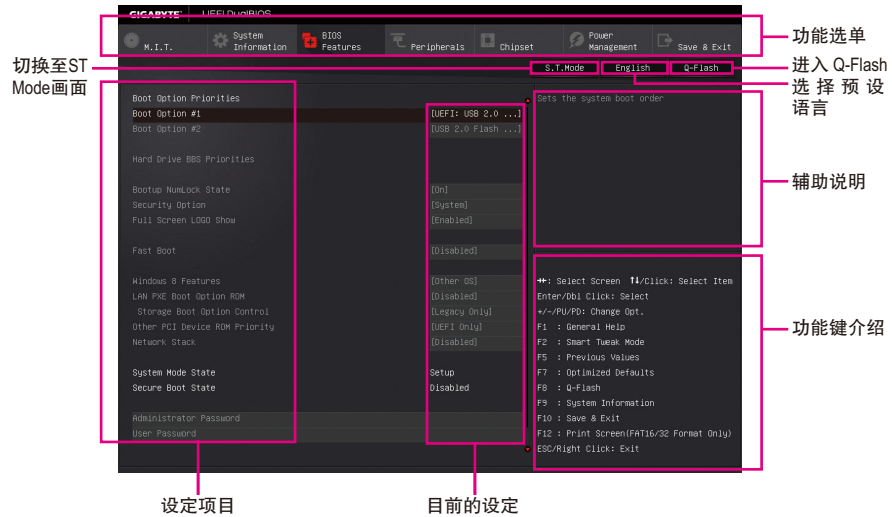 GIGABYTE UEFI DualBIOS
M.I.T.
System
Information
BIOS
Features
Peripherals
Chipset
Power
Management
Save & Exit
功能选单
切换至ST
Mode画面
S.T.Mode English Q-Flash
进入 Q-Flash
选择预设
语言
Boot Option Priorities
Boot Option #1 [UEFI: USB 2.0 ...]
Boot Option #2 [USB 2.0 Flash ...]
Hard Drive BBS Priorities
Bootup NumLock State [On]
Security Option [System]
Full Screen LOGO Show [Enabled]
Fast Boot [Disabled]
Windows 8 Features [Other OS]
LAN PXE Boot Option ROM [Disabled]
Storage Boot Option Control [Legacy Only]
Other PCI Device ROM Priority [UEFI Only]
Network Stack [Disabled]
System Mode State Setup
Secure Boot State Disabled
Administrator Password
User Password
Sets the system boot order
辅助说明
→←: Select Screen ↑↓/Click: Select Item
Enter/Dbl Click: Select
+/-/PU/PD: Change Opt.
F1 : General Help
F2 : Smart Tweak Mode
F5 : Previous Values
F7 : Optimized Defaults
F8 : Q-Flash
F9 : System Information
F10 : Save & Exit
F12 : Print Screen(FAT16/32 Format Only)
ESC/Right Click: Exit
功能键介绍
设定项目
目前的设定